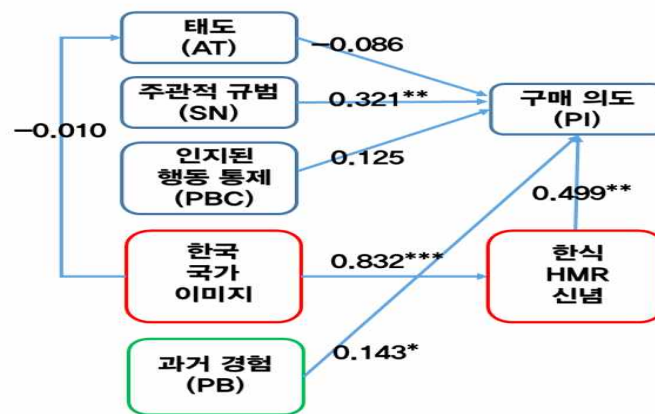 태도
(AT)
−0.086
주관적 규범
(SN)
0.321**
구매 의도
(PI)
−0.010
인지된
행동 통제
(PBC)
0.125
0.499**
한국
국가
이미지
0.832***
한식
HMR
신념
과거 경험
(PB)
0.143*